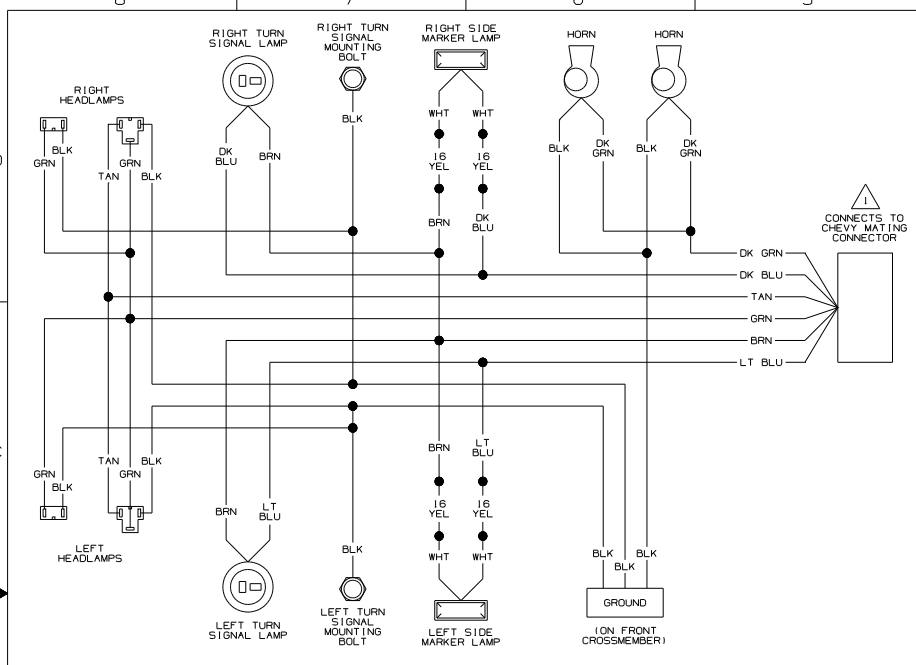 RIGHT TURN
SIGNAL LAMP
RIGHT TURN
SIGNAL
MOUNTING
BOLT
RIGHT SIDE
MARKER LAMP
HORN
HORN
RIGHT
HEADLAMPS
BLK
WHT
WHT
GRN
BLK
TAN
GRN
BLK
DK
BLU
BRN
16
YEL
16
YEL
BLK
DK
GRN
BLK
DK
GRN
BRN
DK
BLU
1
CONNECTS TO
CHEVY MATING
CONNECTOR
DK GRN
DK BLU
TAN
GRN
BRN
LT BLU
GRN
BLK
TAN
GRN
BLK
BRN
LT
BLU
BRN
LT
BLU
16
YEL
16
YEL
BLK
WHT
WHT
BLK
BLK
BLK
LEFT
HEADLAMPS
GROUND
LEFT TURN
SIGNAL LAMP
LEFT TURN
SIGNAL
MOUNTING
BOLT
LEFT SIDE
MARKER LAMP
(ON FRONT
CROSSMEMBER)